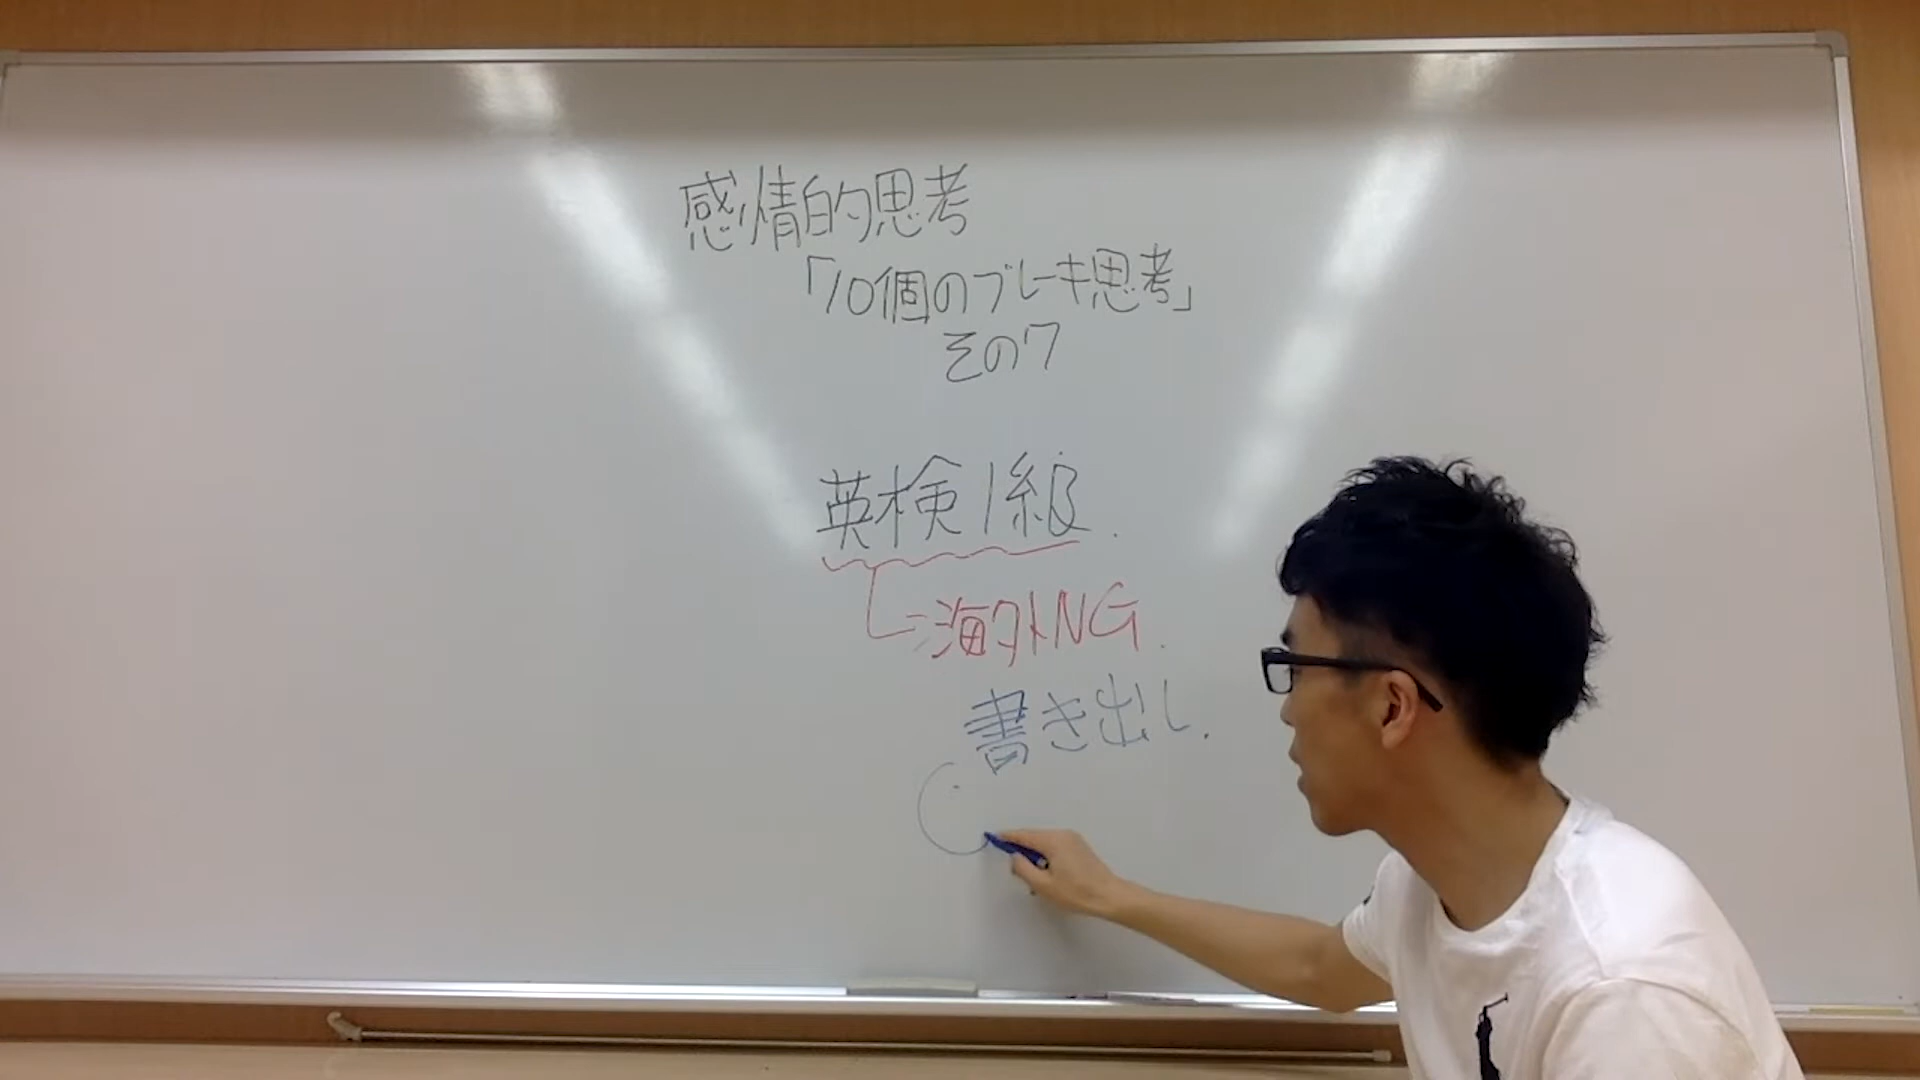 感情的思考
「10個のブレーキ思考」
その7
英検1級.
海外NG.
書き出し.